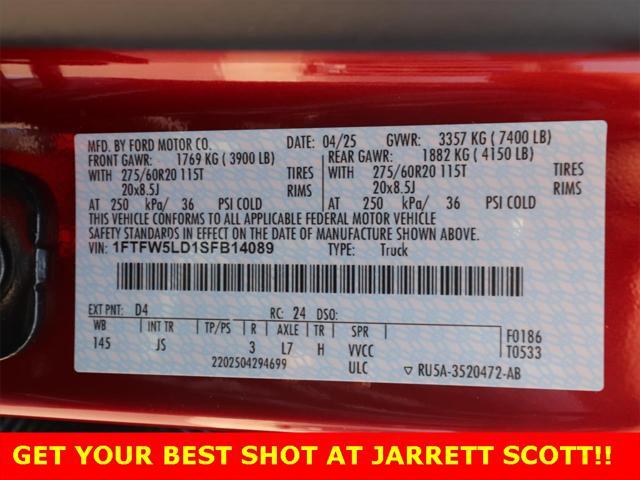 MFD. BY FORD MOTOR CO. DATE: 04/25 GVWR: 3357 KG ( 7400 LB)
FRONT GAWR: 1769 KG ( 3900 LB) REAR GAWR: 1882 KG ( 4150 LB)
WITH 275/60R20 115T TIRES WITH 275/60R20 115T TIRES
20x8.5J RIMS 20x8.5J RIMS
AT 250 kPa/ 36 PSI COLD AT 250 kPa/ 36 PSI COLD
THIS VEHICLE CONFORMS TO ALL APPLICABLE FEDERAL MOTOR VEHICLE
SAFETY STANDARDS IN EFFECT ON THE DATE OF MANUFACTURE SHOWN ABOVE.
VIN: 1FTFW5LD1SFB14089 TYPE: Truck
EXT PNT: D4 RC: 24 DSO:
WB INT TR TP/PS R AXLE TR SPR F0186
145 JS 3 L7 H VVCC T0533
2202504294699 ULC ▽ RU5A-3520472-AB
GET YOUR BEST SHOT AT JARRETT SCOTT!!